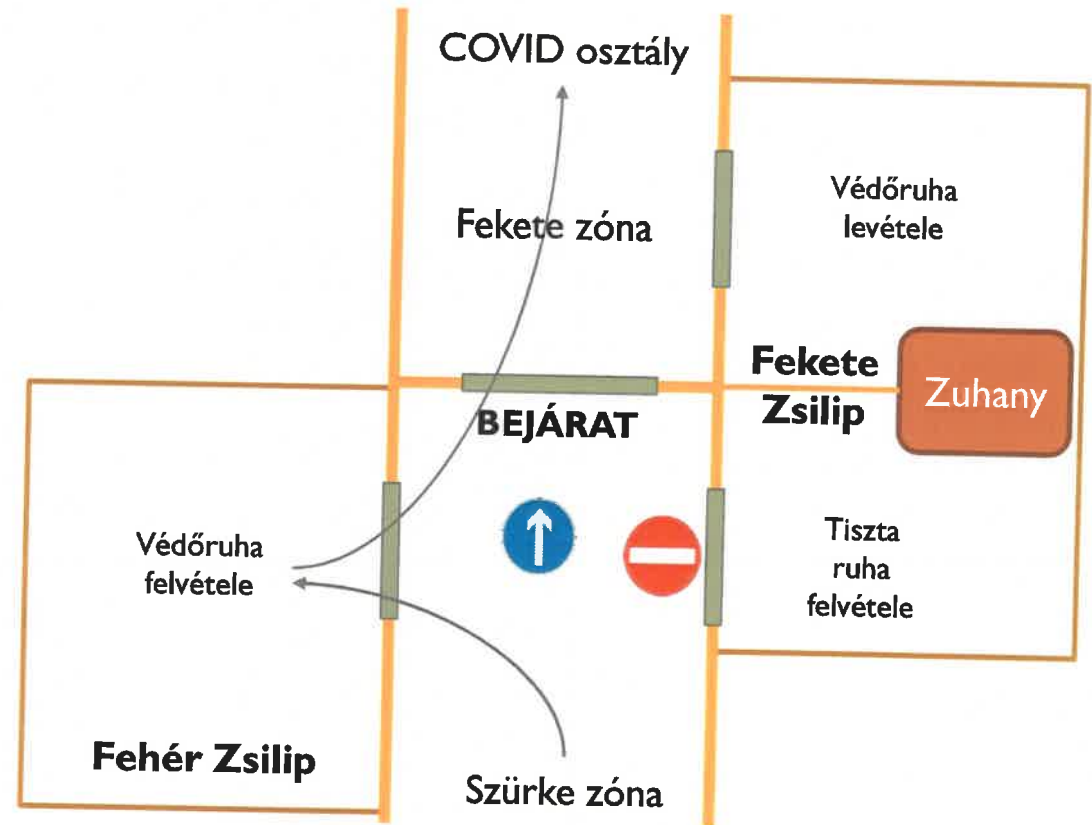 COVID osztály
Védőruha
levétele
Fekete zóna
Fekete
Zsilip
Zuhany
BEJÁRAT
Védőruha
felvétele
Tiszta
ruha
felvétele
Fehér Zsilip
Szürke zóna